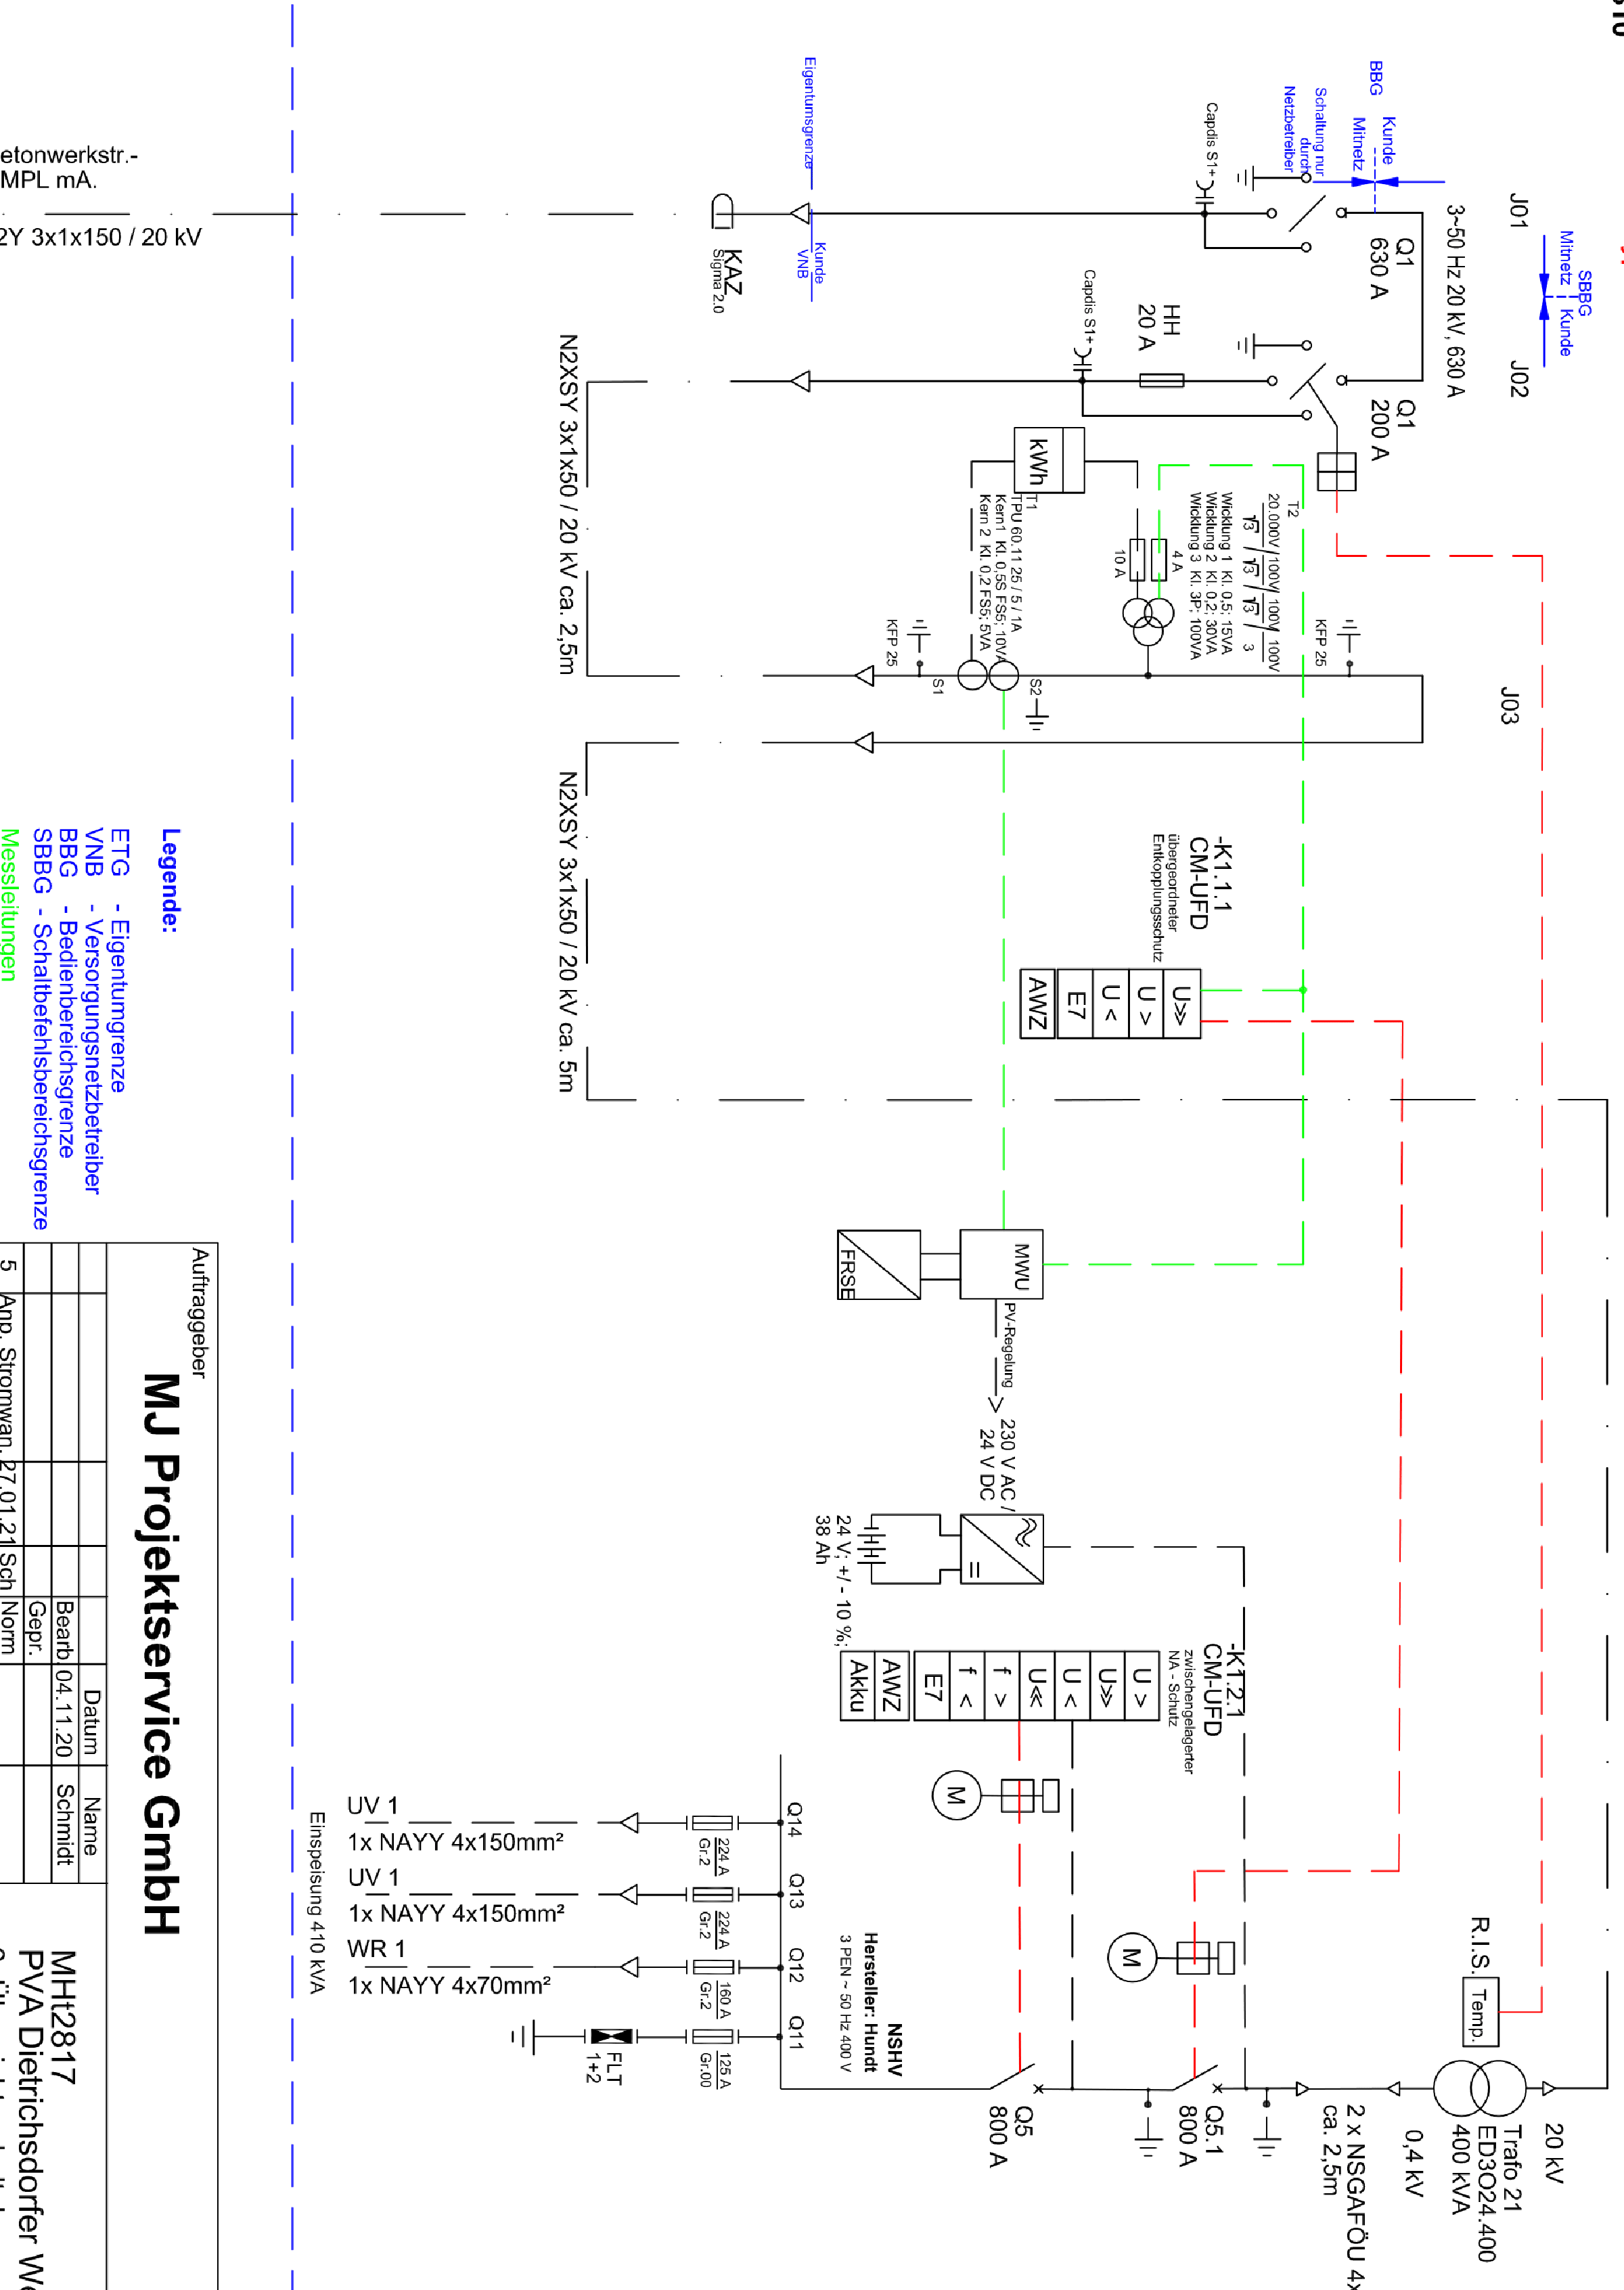 J01
SBBG
Mitnetz Kunde
J02
J03
3~50 Hz 20 kV, 630 A
BBG
Kunde
Mitnetz
Schaltung nur
durch
Netzbetreiber
Q1
630 A
Q1
200 A
Capdis S1+
HH
20 A
Capdis S1+
Eigentumsgrenze
Kunde
VNB
KAZ
Sigma 2.0
etonwerkstr.-
MPL mA.
2Y 3x1x150 / 20 kV
N2XSY 3x1x50 / 20 kV ca. 2,5m
N2XSY 3x1x50 / 20 kV ca. 5m
kWh
T1
TPU 60.11 25 / 5 / 1A
Kern1 Kl. 0,5S FS5; 10VA
Kern 2 Kl. 0,2 FS5; 5VA
T2
20.000V / 100V / 100V / 100V
√3 / √3 / √3 / 3
Wicklung 1 Kl. 0,5; 15VA
Wicklung 2 Kl. 0,2; 30VA
Wicklung 3 Kl. 3P; 100VA
4 A
10 A
KFP 25
KFP 25
S1
S2
-K1.1.1
CM-UFD
übergeordneter
Entkopplungsschutz
U>>
U >
U <
E7
AWZ
MWU
FRSE
PV-Regelung
230 V AC /
24 V DC
24 V; +/- 10 %;
38 Ah
-K1.2.1
CM-UFD
zwischengelagerter
NA - Schutz
U >
U>>
U <
U<<
f >
f <
E7
AWZ
Akku
M
M
R.I.S.
Temp.
20 kV
Trafo 21
ED3O24.400
400 kVA
0,4 kV
2 x NSGAFÖU 4x
ca. 2,5m
Q5.1
800 A
Q5
800 A
NSHV
Hersteller: Hundt
3 PEN ~ 50 Hz 400 V
Q14
Q13
Q12
Q11
224 A
Gr.2
224 A
Gr.2
160 A
Gr.2
125 A
Gr.00
FLT
1+2
UV 1
1x NAYY 4x150mm²
UV 1
1x NAYY 4x150mm²
WR 1
1x NAYY 4x70mm²
Einspeisung 410 kVA
Legende:
ETG - Eigentumgrenze
VNB - Versorgungsnetzbetreiber
BBG - Bedienbereichsgrenze
SBBG - Schaltbefehlsbereichsgrenze
Messleitungen
Auftraggeber
MJ Projektservice GmbH
Datum Name
Bearb. 04.11.20 Schmidt
Gepr.
5 Anp. Stromwan. 27.01.21 Sch Norm
MHt2817
PVA Dietrichsdorfer We